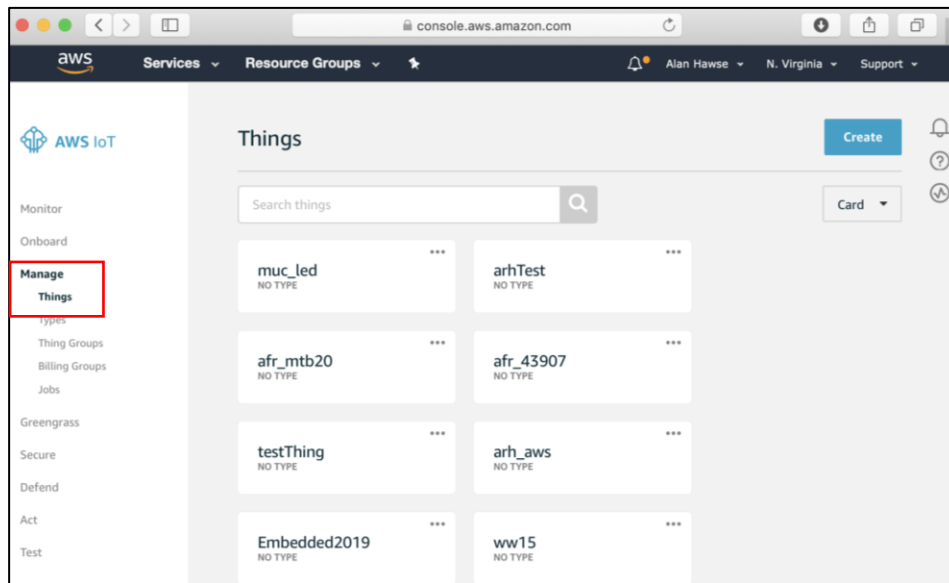 console.aws.amazon.com
aws Services Resource Groups Alan Hawse N. Virginia Support
AWS IoT
Monitor
Onboard
Manage
Things
Types
Thing Groups
Billing Groups
Jobs
Greengrass
Secure
Defend
Act
Test
Things Create
Search things Card
muc_led arhTest
NO TYPE NO TYPE
afr_mtb20 afr_43907
NO TYPE NO TYPE
testThing arh_aws
NO TYPE NO TYPE
Embedded2019 ww15
NO TYPE NO TYPE